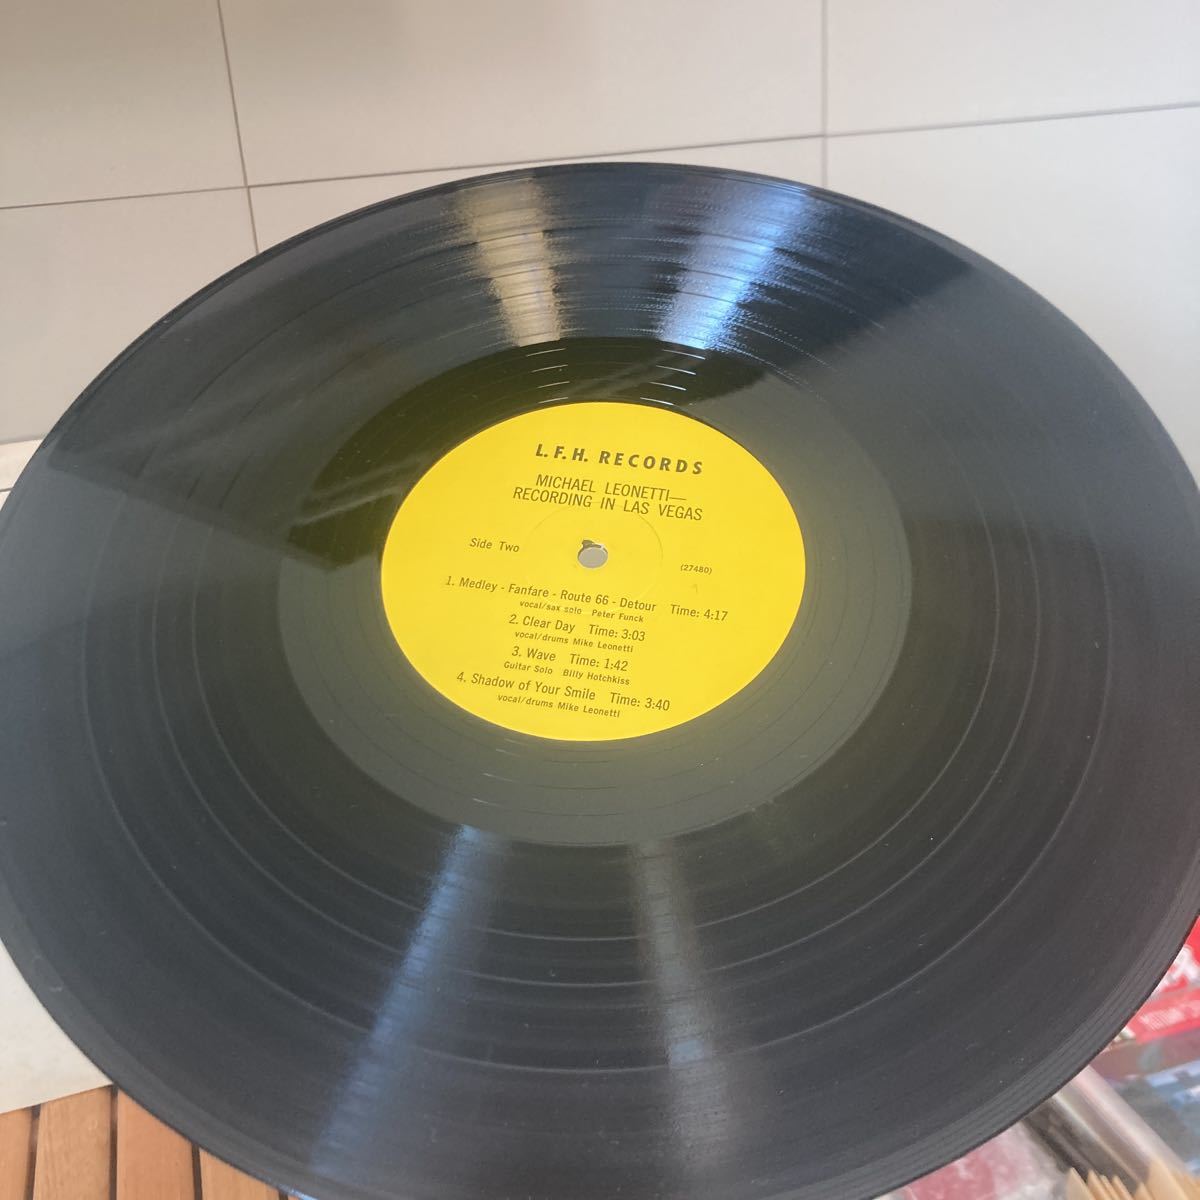 L.F.H. RECORDS
MICHAEL LEONETTI—
RECORDING IN LAS VEGAS
Side Two
(27480)
1. Medley - Fanfare - Route 66 - Detour Time: 4:17
vocal/sax solo Peter Funck
2. Clear Day Time: 3:03
vocal/drums Mike Leonetti
3. Wave Time: 1:42
Guitar Solo Billy Hotchkiss
4. Shadow of Your Smile Time: 3:40
vocal/drums Mike Leonetti